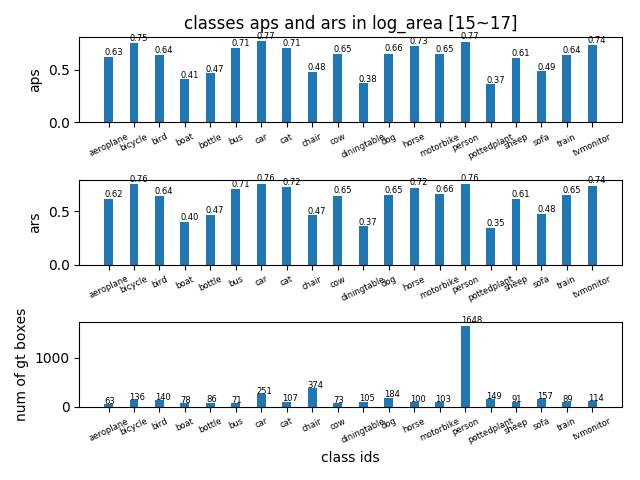 classes aps and ars in log_area [15~17]
aps
0.5
0.0
0.63 0.75 0.64 0.41 0.47 0.71 0.77 0.71 0.48 0.65 0.38 0.66 0.73 0.65 0.77 0.37 0.61 0.49 0.64 0.74
aeroplane bicycle bird boat bottle bus car cat chair cow diningtable dog horse motorbike person pottedplant sheep sofa train tvmonitor
ars
0.5
0.0
0.62 0.76 0.64 0.40 0.47 0.71 0.76 0.72 0.47 0.65 0.37 0.65 0.72 0.66 0.76 0.35 0.61 0.48 0.65 0.74
aeroplane bicycle bird boat bottle bus car cat chair cow diningtable dog horse motorbike person pottedplant sheep sofa train tvmonitor
num of gt boxes
1000
0
63 136 140 78 86 71 251 107 374 73 105 184 100 103 1648 149 91 157 89 114
aeroplane bicycle bird boat bottle bus car cat chair cow diningtable dog horse motorbike person pottedplant sheep sofa train tvmonitor
class ids